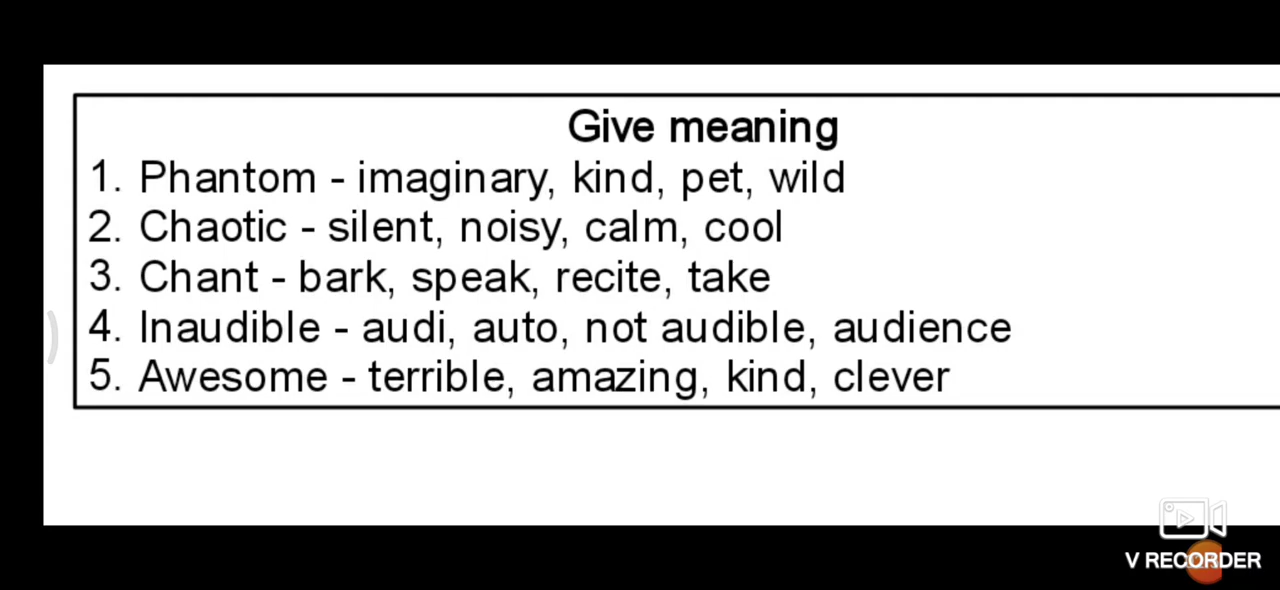 Give meaning
1. Phantom - imaginary, kind, pet, wild
2. Chaotic - silent, noisy, calm, cool
3. Chant - bark, speak, recite, take
4. Inaudible - audi, auto, not audible, audience
5. Awesome - terrible, amazing, kind, clever
V RECORDER